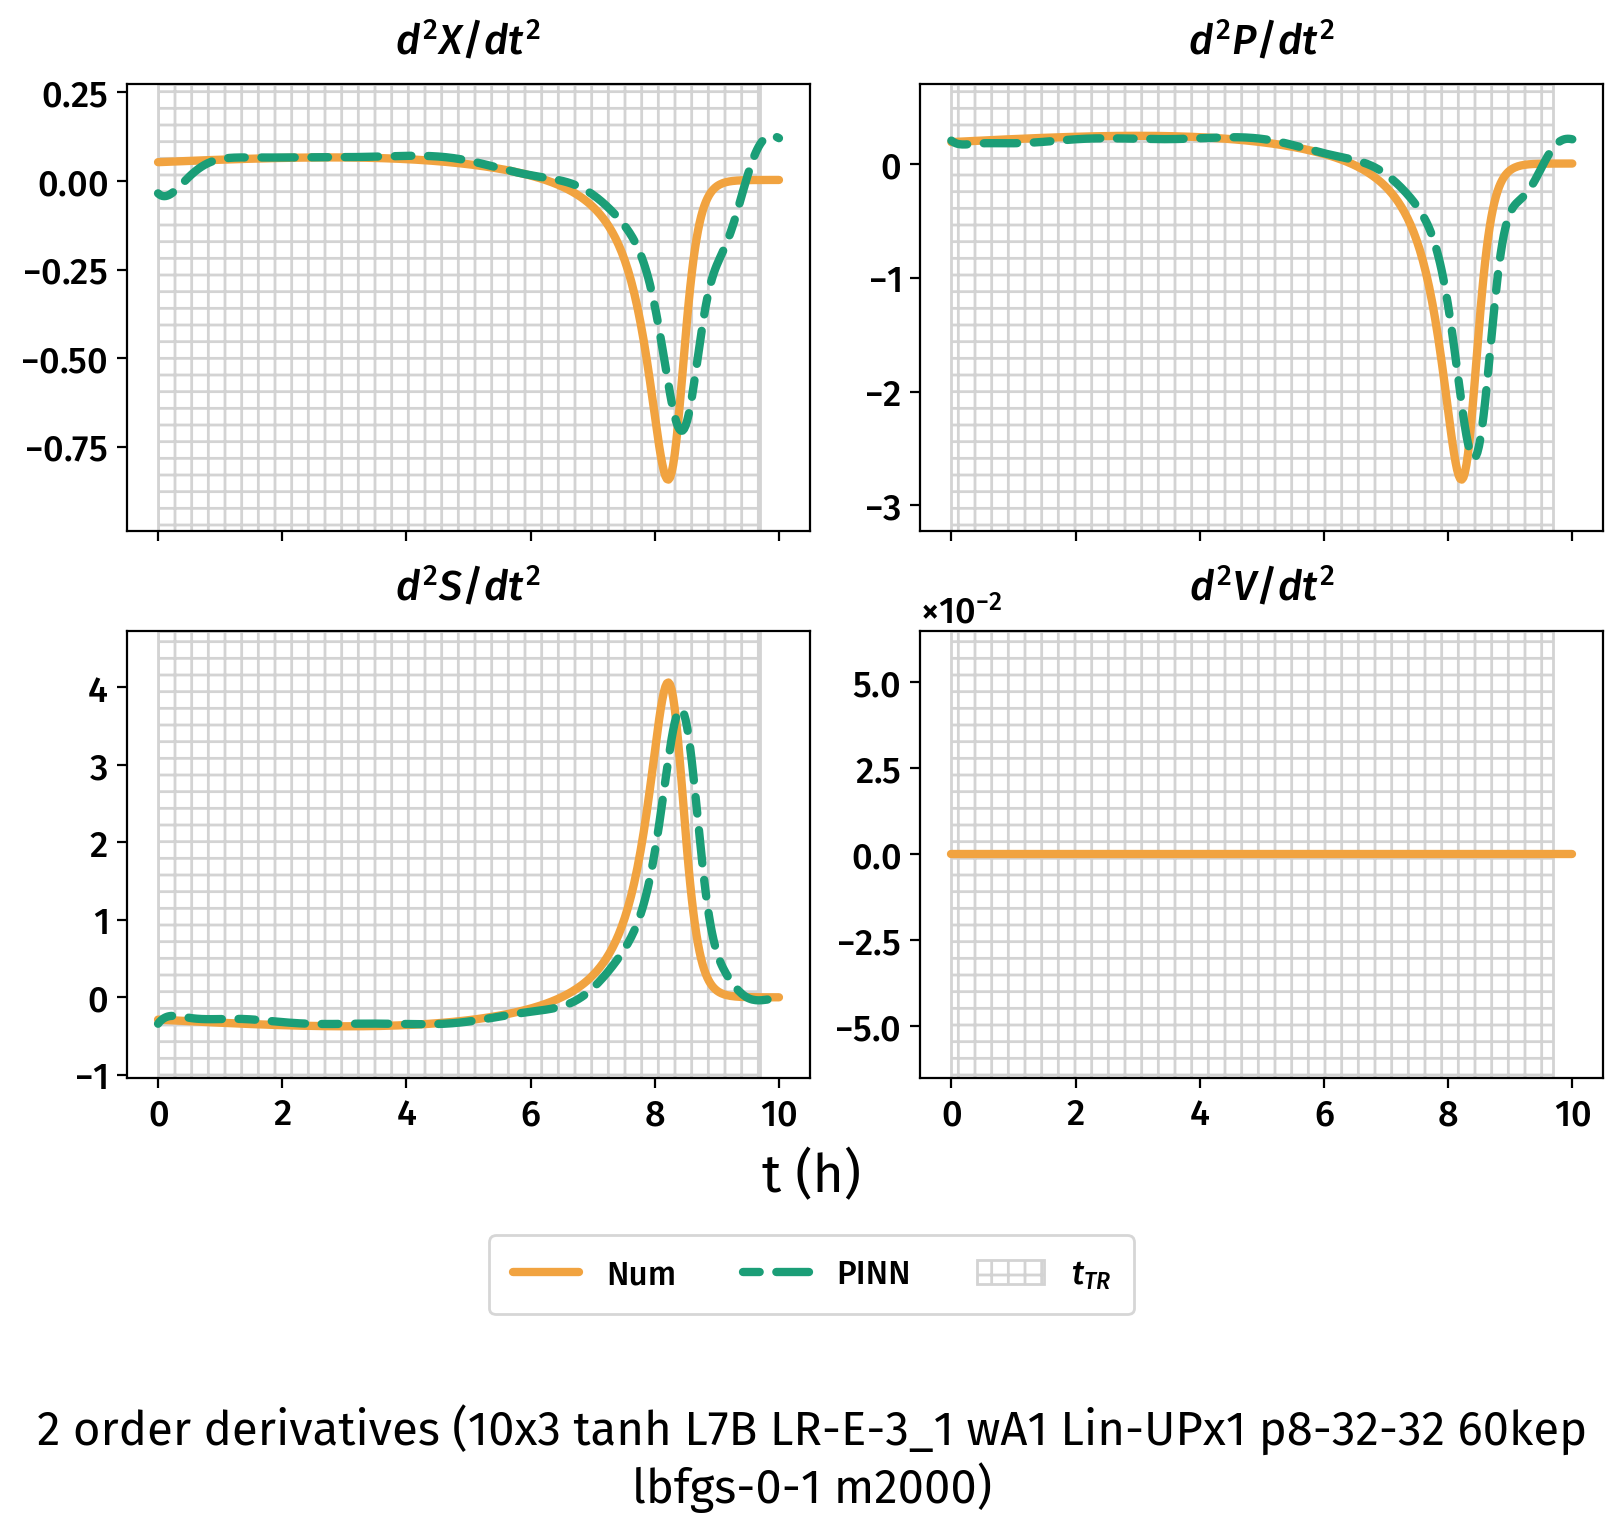 d²X/dt²
d²P/dt²
0.25
0.00
−0.25
−0.50
−0.75
0
−1
−2
−3
d²S/dt²
d²V/dt²
×10⁻²
4
3
2
1
0
−1
5.0
2.5
0.0
−2.5
−5.0
0 2 4 6 8 10
0 2 4 6 8 10
t (h)
Num PINN t_TR
2 order derivatives (10x3 tanh L7B LR-E-3_1 wA1 Lin-UPx1 p8-32-32 60kep
lbfgs-0-1 m2000)